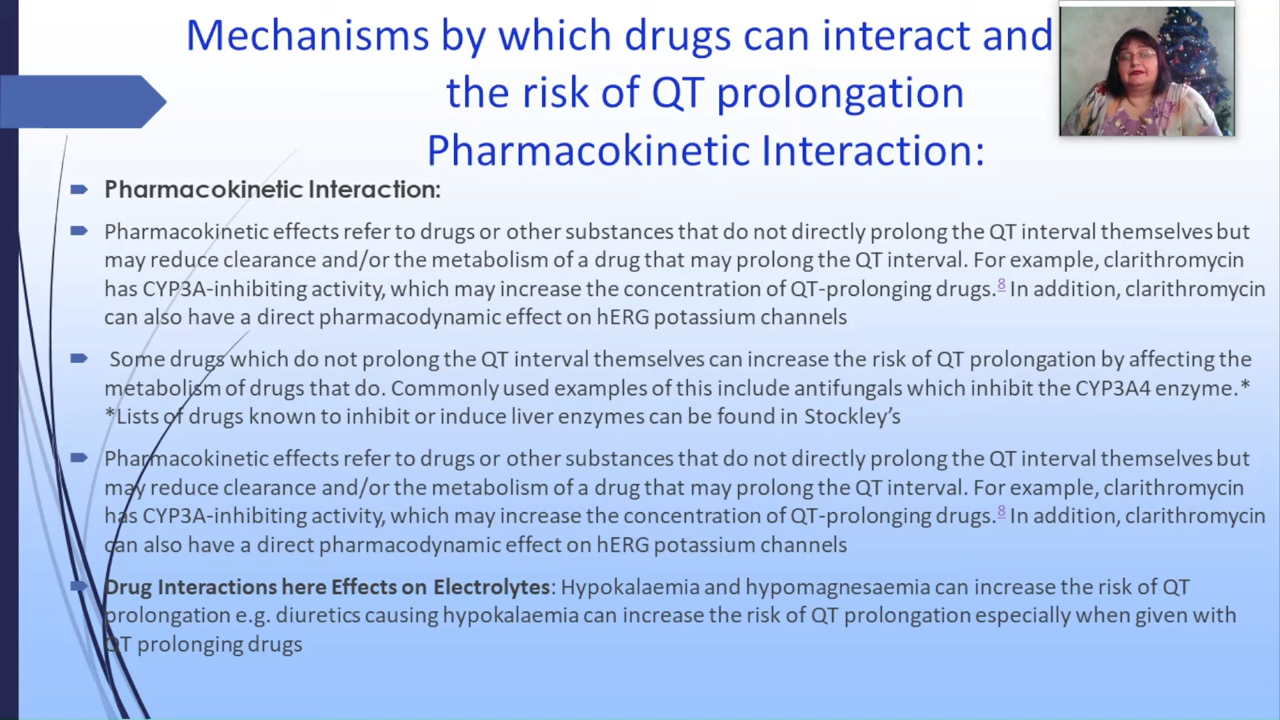 Mechanisms by which drugs can interact and
the risk of QT prolongation
Pharmacokinetic Interaction:
Pharmacokinetic Interaction:
Pharmacokinetic effects refer to drugs or other substances that do not directly prolong the QT interval themselves but
may reduce clearance and/or the metabolism of a drug that may prolong the QT interval. For example, clarithromycin
has CYP3A-inhibiting activity, which may increase the concentration of QT-prolonging drugs.8 In addition, clarithromycin
can also have a direct pharmacodynamic effect on hERG potassium channels
Some drugs which do not prolong the QT interval themselves can increase the risk of QT prolongation by affecting the
metabolism of drugs that do. Commonly used examples of this include antifungals which inhibit the CYP3A4 enzyme.*
*Lists of drugs known to inhibit or induce liver enzymes can be found in Stockley's
Pharmacokinetic effects refer to drugs or other substances that do not directly prolong the QT interval themselves but
may reduce clearance and/or the metabolism of a drug that may prolong the QT interval. For example, clarithromycin
has CYP3A-inhibiting activity, which may increase the concentration of QT-prolonging drugs.8 In addition, clarithromycin
can also have a direct pharmacodynamic effect on hERG potassium channels
Drug Interactions here Effects on Electrolytes: Hypokalaemia and hypomagnesaemia can increase the risk of QT
prolongation e.g. diuretics causing hypokalaemia can increase the risk of QT prolongation especially when given with
QT prolonging drugs